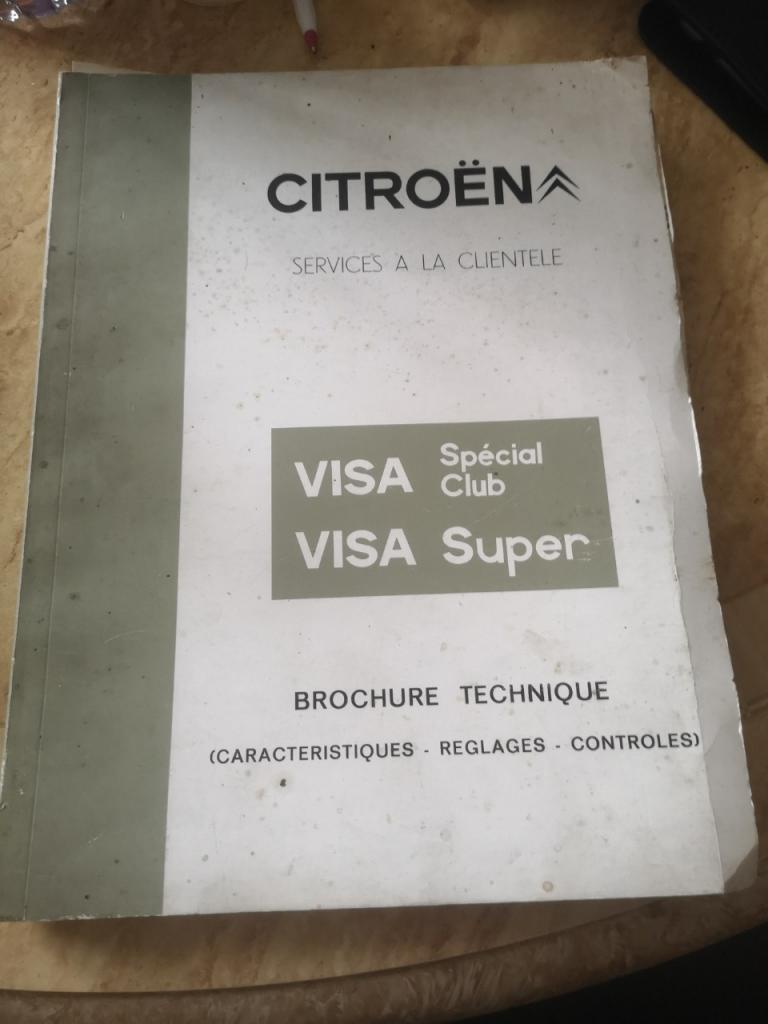 CITROËN
SERVICES A LA CLIENTELE
VISA Spécial
Club
VISA Super
BROCHURE TECHNIQUE
(CARACTERISTIQUES - REGLAGES - CONTROLES)